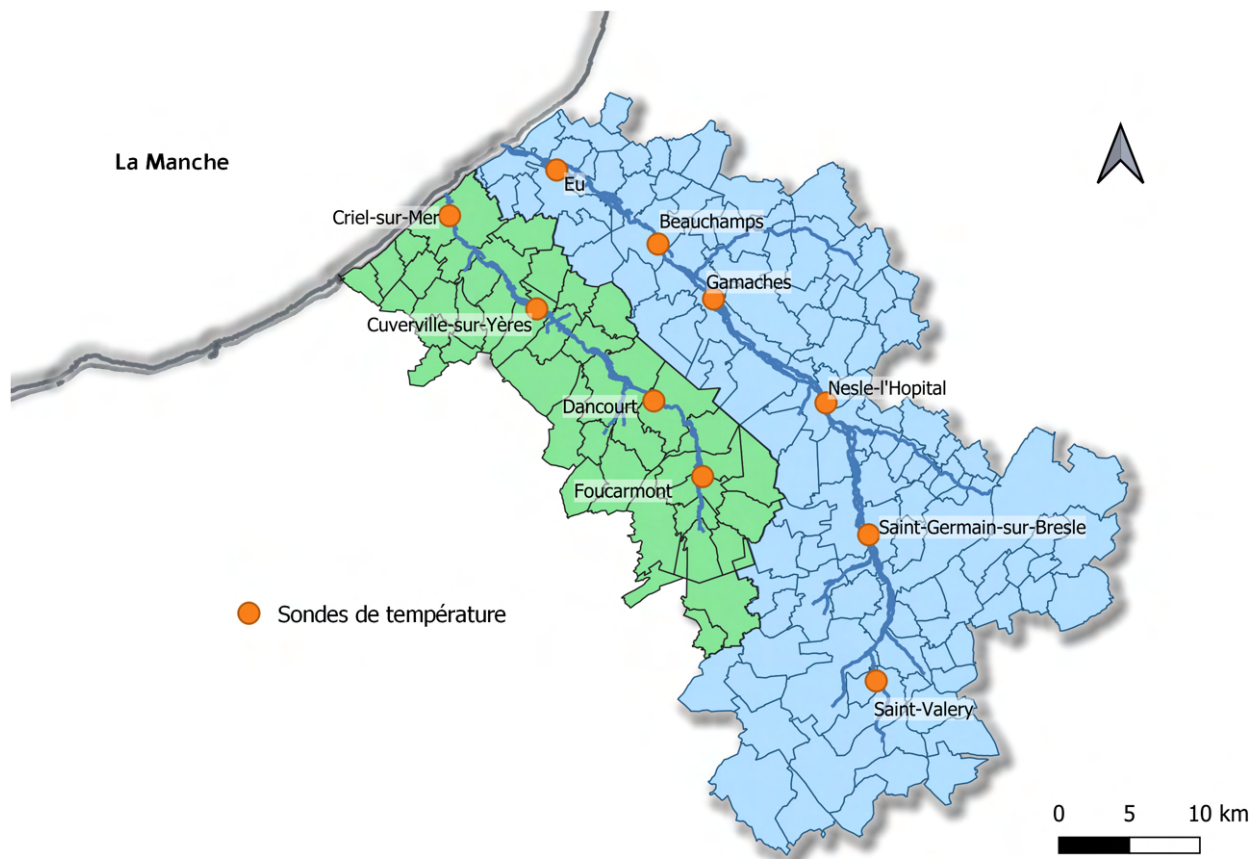 La Manche
Eu
Criel-sur-Mer
Beauchamps
Gamaches
Cuverville-sur-Yères
Nesle-l'Hopital
Dancourt
Foucarmont
Saint-Germain-sur-Bresle
Sondes de température
Saint-Valery
0 5 10 km